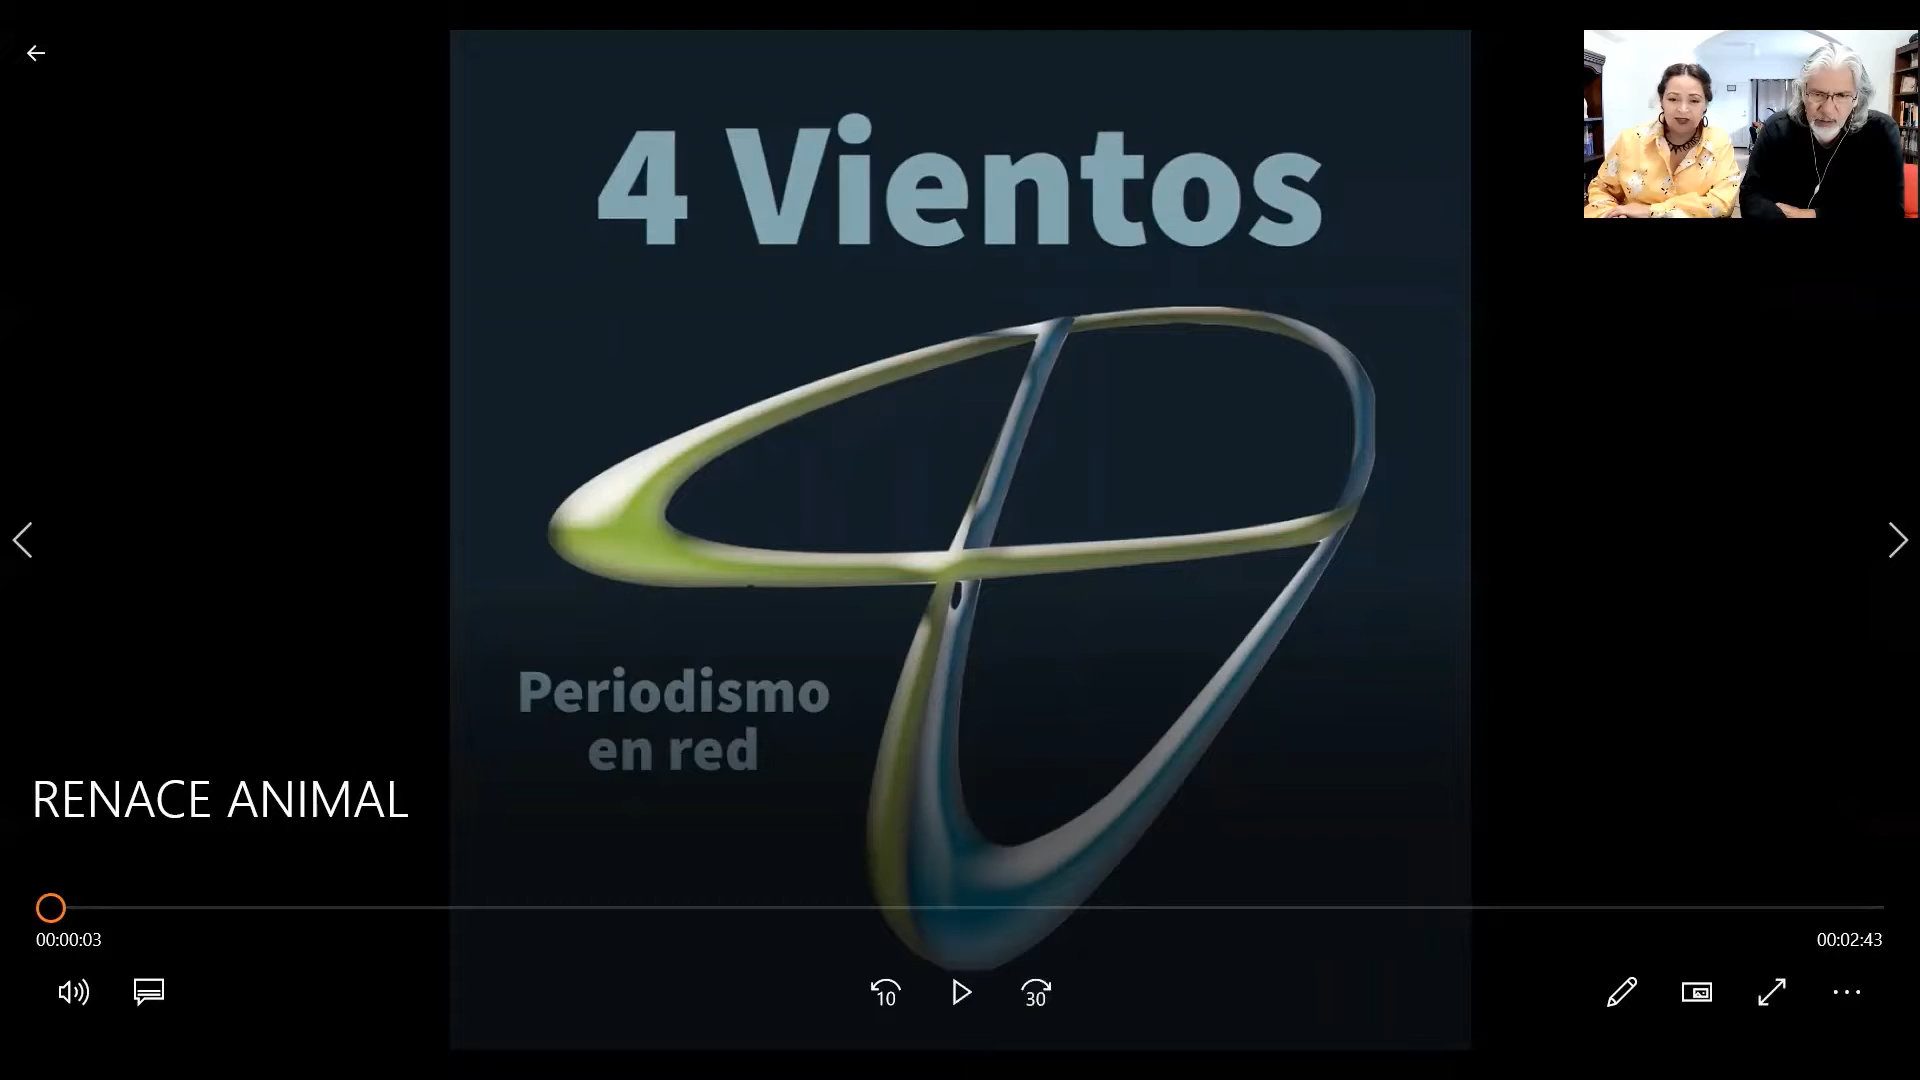 4 Vientos
Periodismo
en red
RENACE ANIMAL
00:00:03
00:02:43
10
30